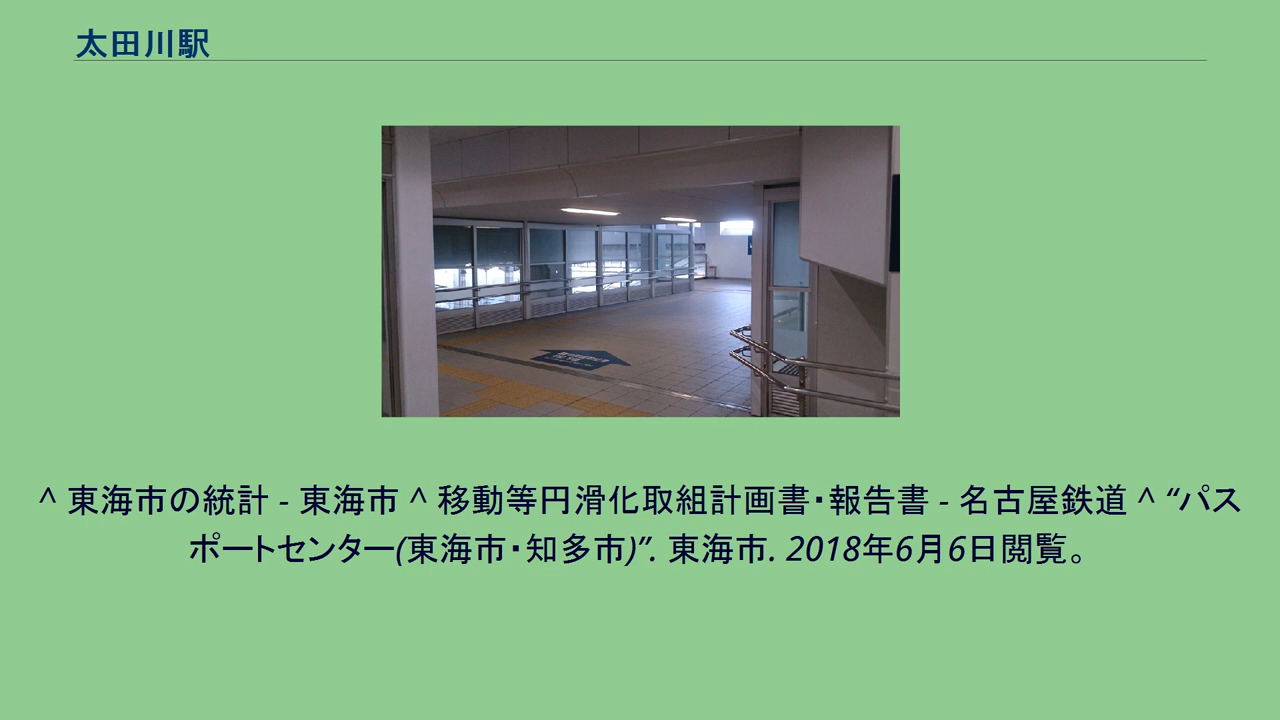 太田川駅
^ 東海市の統計 - 東海市 ^ 移動等円滑化取組計画書・報告書 - 名古屋鉄道 ^ “パス
ポートセンター(東海市・知多市)”. 東海市. 2018年6月6日閲覧。